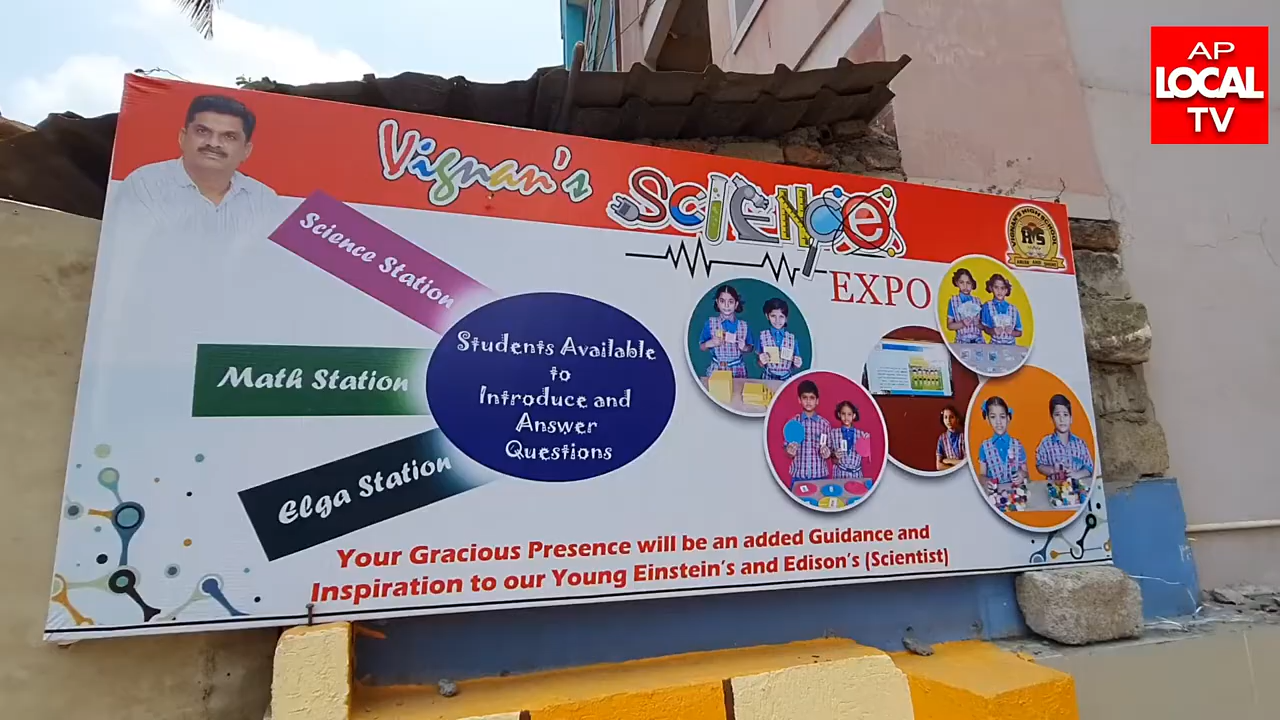 AP
LOCAL
TV
Vignan's SCIENCE
EXPO
Science Station
Math Station
Elga Station
Students Available
to
Introduce and
Answer
Questions
Your Gracious Presence will be an added Guidance and
Inspiration to our Young Einstein's and Edison's (Scientist)